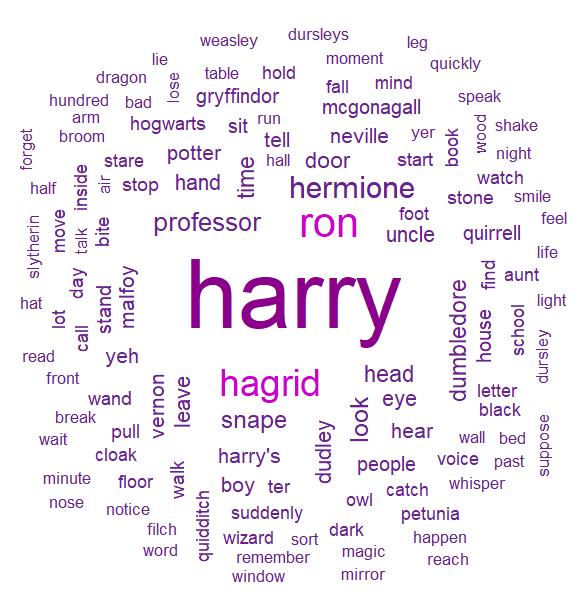 dursleys
weasley
leg
lie
moment
quickly
dragon
lose
table
hold
fall
mind
hundred
bad
gryffindor
mcgonagall
speak
arm
run
broom
hogwarts
sit
tell
neville
yer
book
wood
shake
forget
stare
potter
time
hall
door
start
night
half
inside
air
stop
hand
hermione
stone
watch
smile
slytherin
move
talk
bite
professor
ron
foot
uncle
quirrell
feel
life
hat
lot
day
call
stand
malfoy
harry
dumbledore
find
aunt
house
school
light
dursley
read
yeh
front
hagrid
head
letter
wand
vernon
leave
eye
black
break
snape
look
wait
pull
hear
wall
bed
suppose
cloak
walk
harry's
dudley
people
voice
past
minute
floor
boy
ter
catch
whisper
nose
notice
quidditch
suddenly
owl
petunia
filch
wizard
sort
dark
happen
word
remember
magic
reach
window
mirror